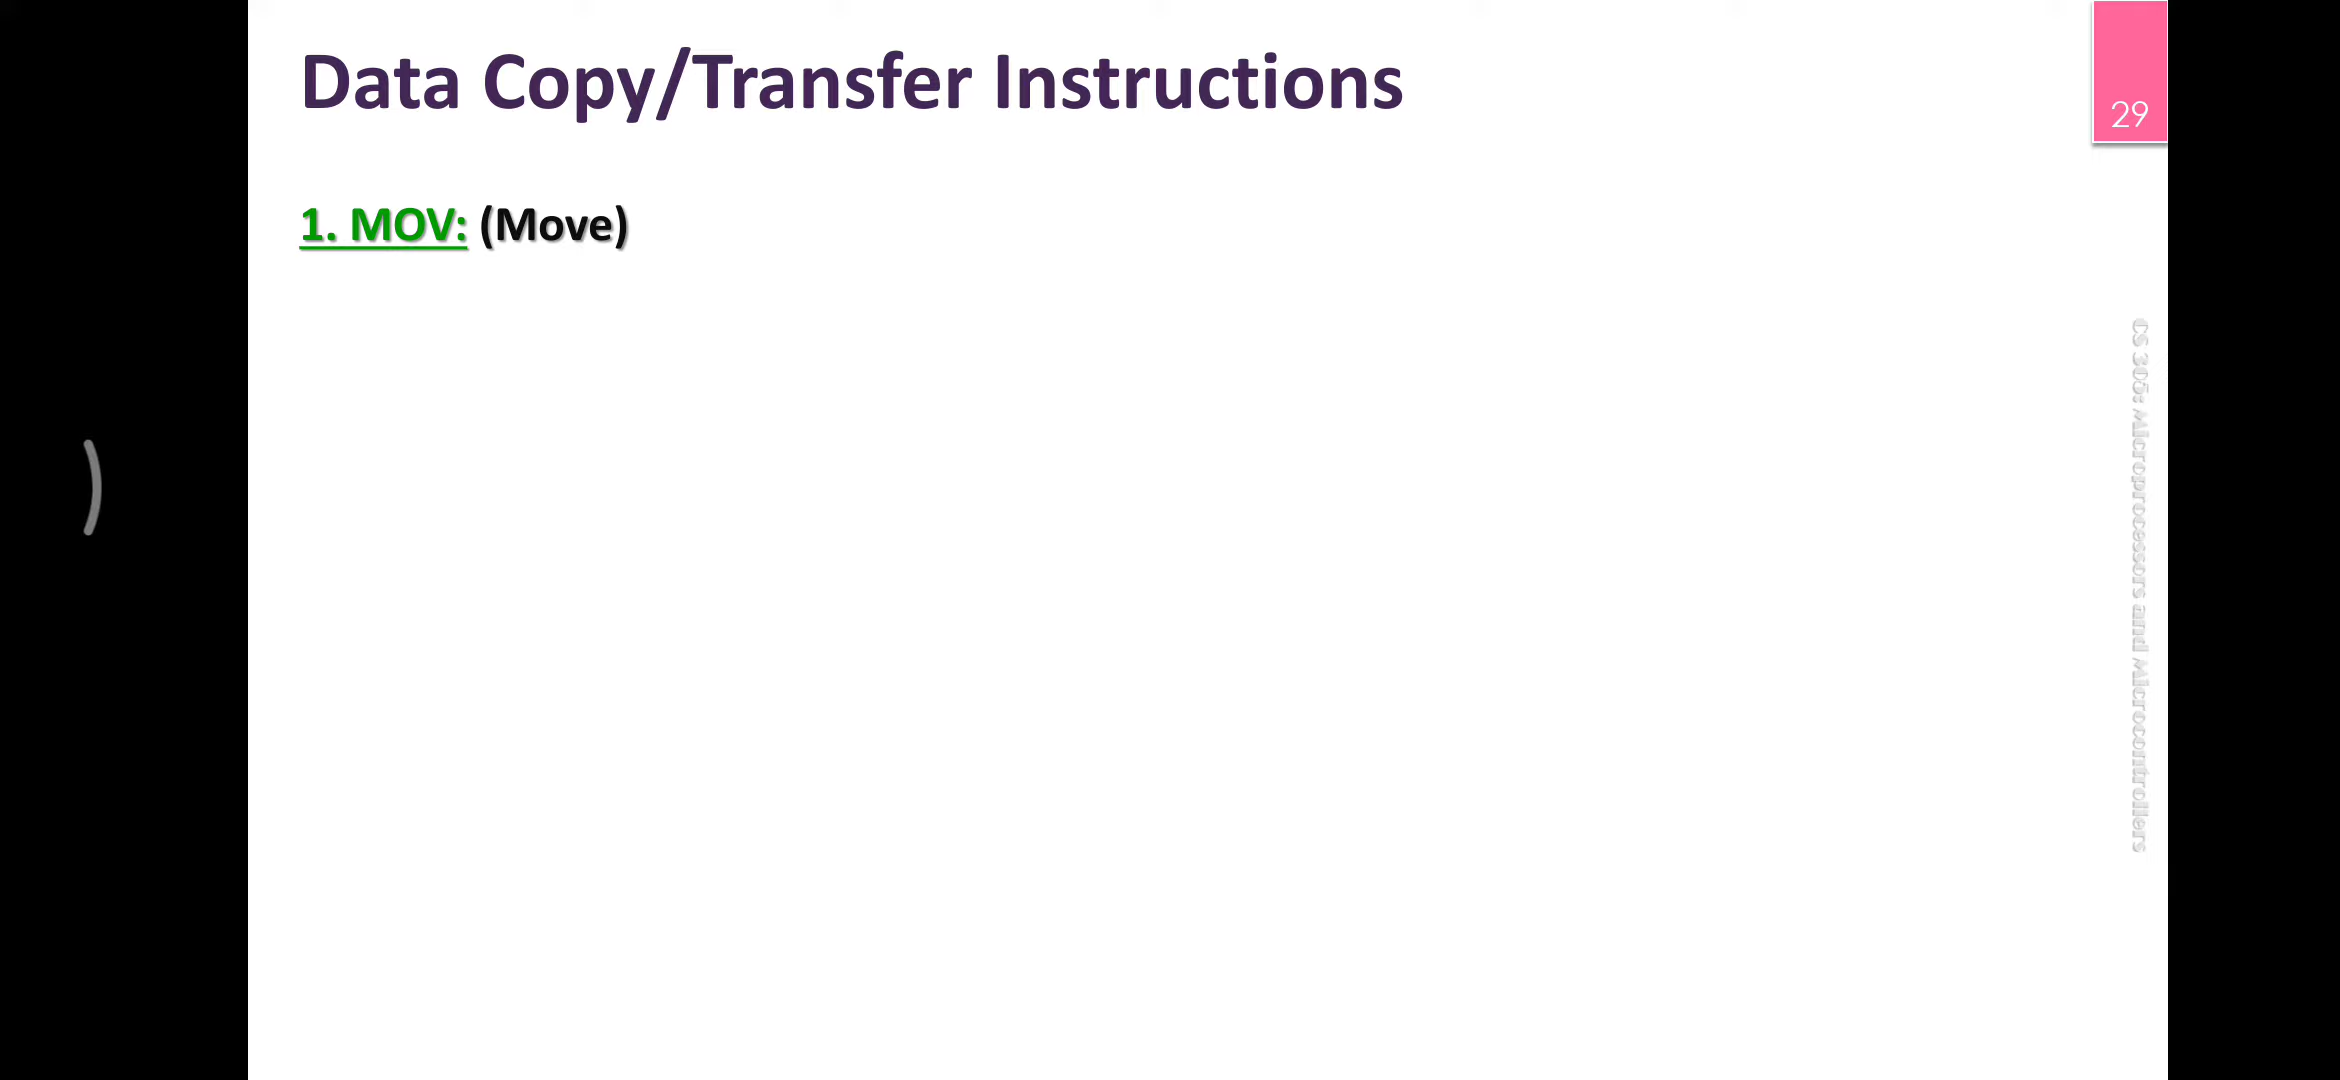 Data Copy/Transfer Instructions
29
1. MOV: (Move)
CS 305: Microprocessors and Microcontrollers